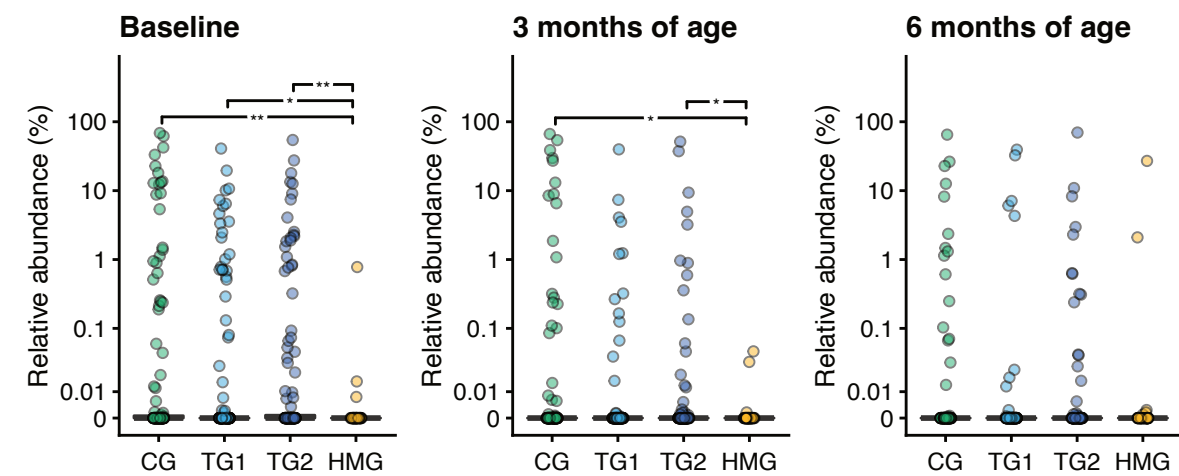 Baseline
Relative abundance (%)
100
10
1
0.1
0.01
0
**
*
**
CG TG1 TG2 HMG
3 months of age
Relative abundance (%)
100
10
1
0.1
0.01
0
*
*
CG TG1 TG2 HMG
6 months of age
Relative abundance (%)
100
10
1
0.1
0.01
0
CG TG1 TG2 HMG